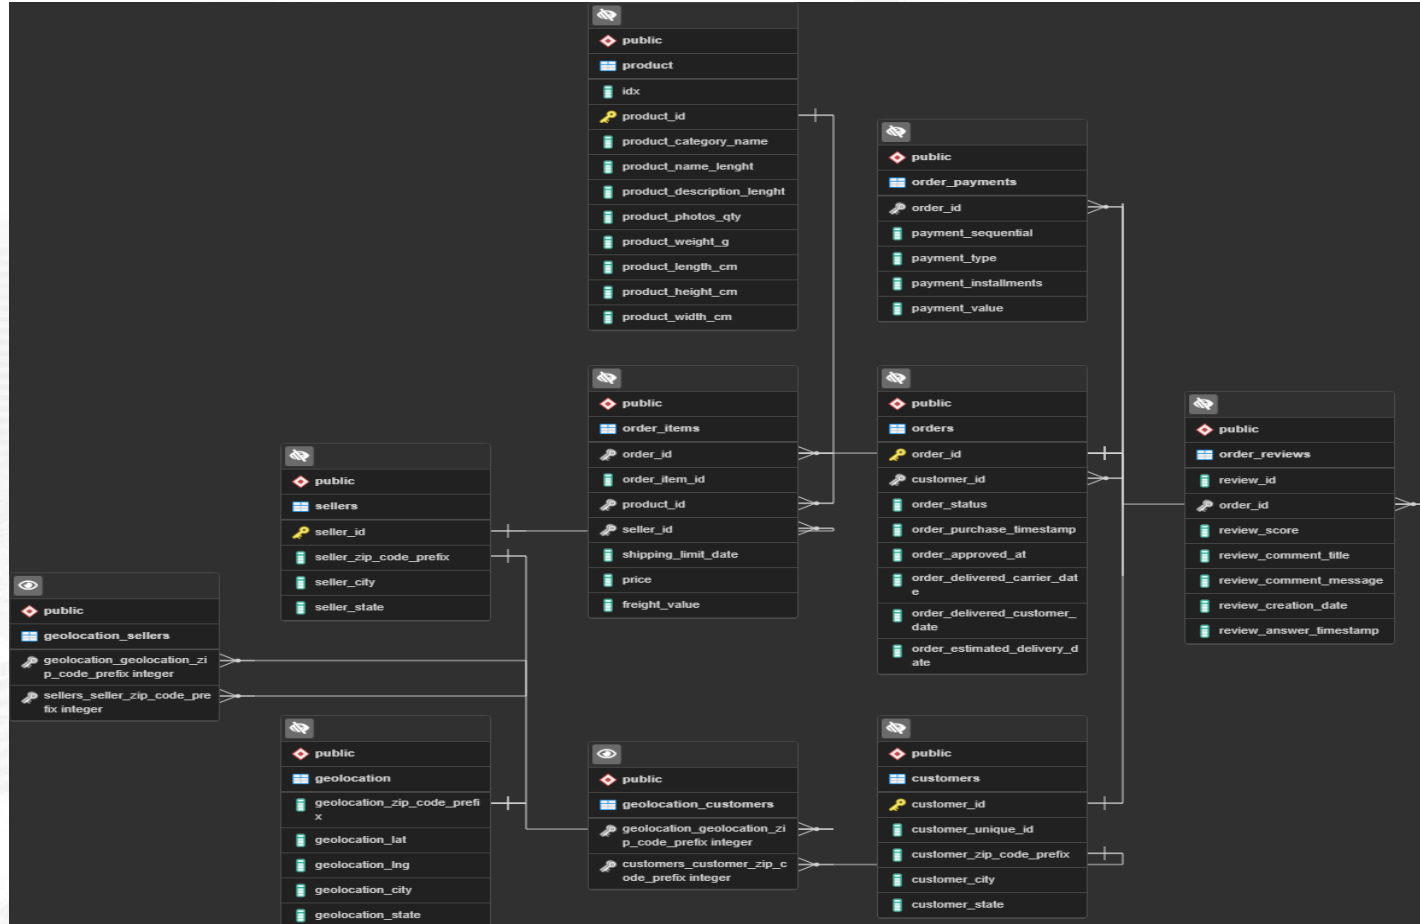 public
product
idx
product_id
product_category_name
product_name_lenght
product_description_lenght
product_photos_qty
product_weight_g
product_length_cm
product_height_cm
product_width_cm
public
order_payments
order_id
payment_sequential
payment_type
payment_installments
payment_value
public
order_items
order_id
order_item_id
product_id
seller_id
shipping_limit_date
price
freight_value
public
orders
order_id
customer_id
order_status
order_purchase_timestamp
order_approved_at
order_delivered_carrier_dat
e
order_delivered_customer_
date
order_estimated_delivery_d
ate
public
order_reviews
review_id
order_id
review_score
review_comment_title
review_comment_message
review_creation_date
review_answer_timestamp
public
sellers
seller_id
seller_zip_code_prefix
seller_city
seller_state
public
geolocation_sellers
geolocation_geolocation_zi
p_code_prefix integer
sellers_seller_zip_code_pre
fix integer
public
geolocation
geolocation_zip_code_prefi
x
geolocation_lat
geolocation_lng
geolocation_city
geolocation_state
public
geolocation_customers
geolocation_geolocation_zi
p_code_prefix integer
customers_customer_zip_c
ode_prefix integer
public
customers
customer_id
customer_unique_id
customer_zip_code_prefix
customer_city
customer_state